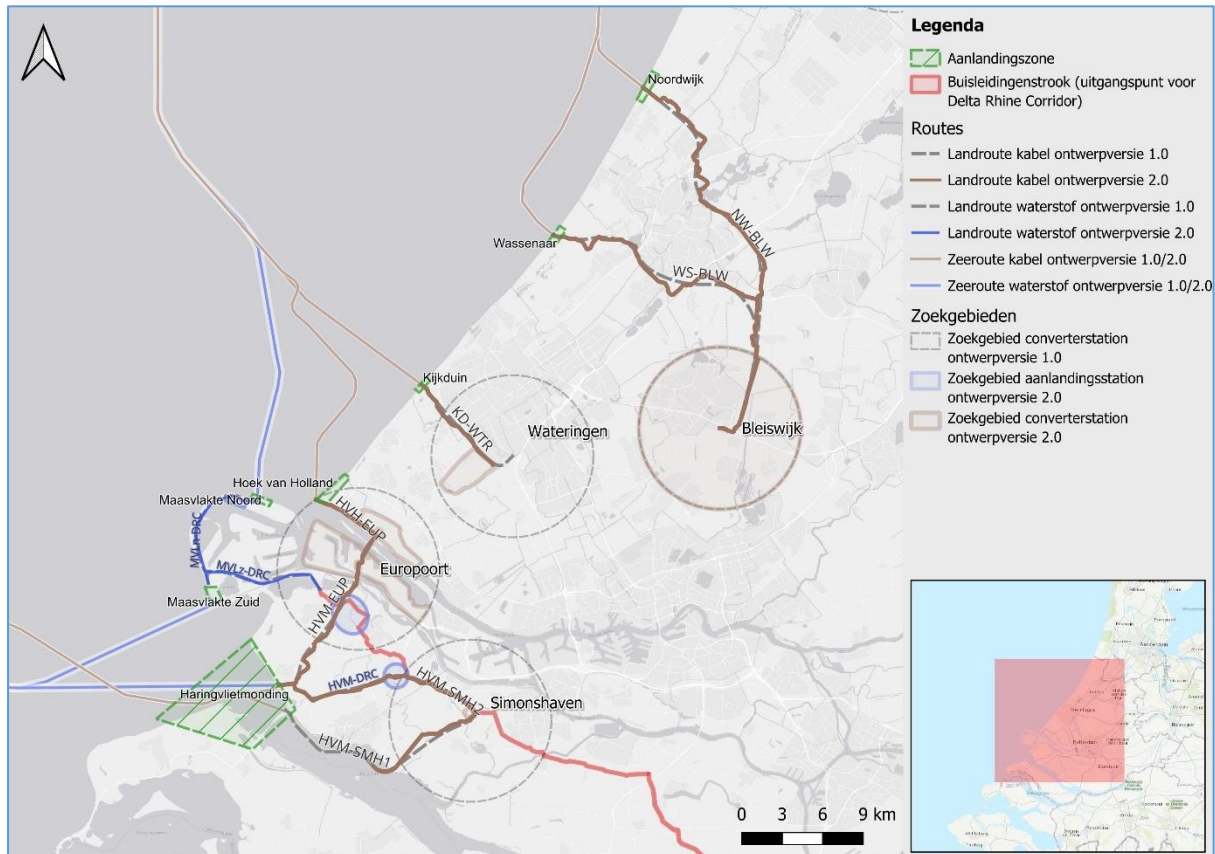 Noordwijk
NW-BLW
Wassenaar
WS-BLW
Kijkduin
KD-WTR
Wateringen
Bleiswijk
Hoek van Holland
Maasvlakte Noord
HVH-EUP
MVLn-DRC
Europoort
MVLz-DRC
Maasvlakte Zuid
HVM-EUP
HVM-DRC
Haringvlietmonding
HVM-SMH2
Simonshaven
HVM-SMH1
0 3 6 9 km
Legenda
Aanlandingszone
Buisleidingenstrook (uitgangspunt voor
Delta Rhine Corridor)
Routes
Landroute kabel ontwerpversie 1.0
Landroute kabel ontwerpversie 2.0
Landroute waterstof ontwerpversie 1.0
Landroute waterstof ontwerpversie 2.0
Zeeroute kabel ontwerpversie 1.0/2.0
Zeeroute waterstof ontwerpversie 1.0/2.0
Zoekgebieden
Zoekgebied converterstation
ontwerpversie 1.0
Zoekgebied aanlandingsstation
ontwerpversie 2.0
Zoekgebied converterstation
ontwerpversie 2.0